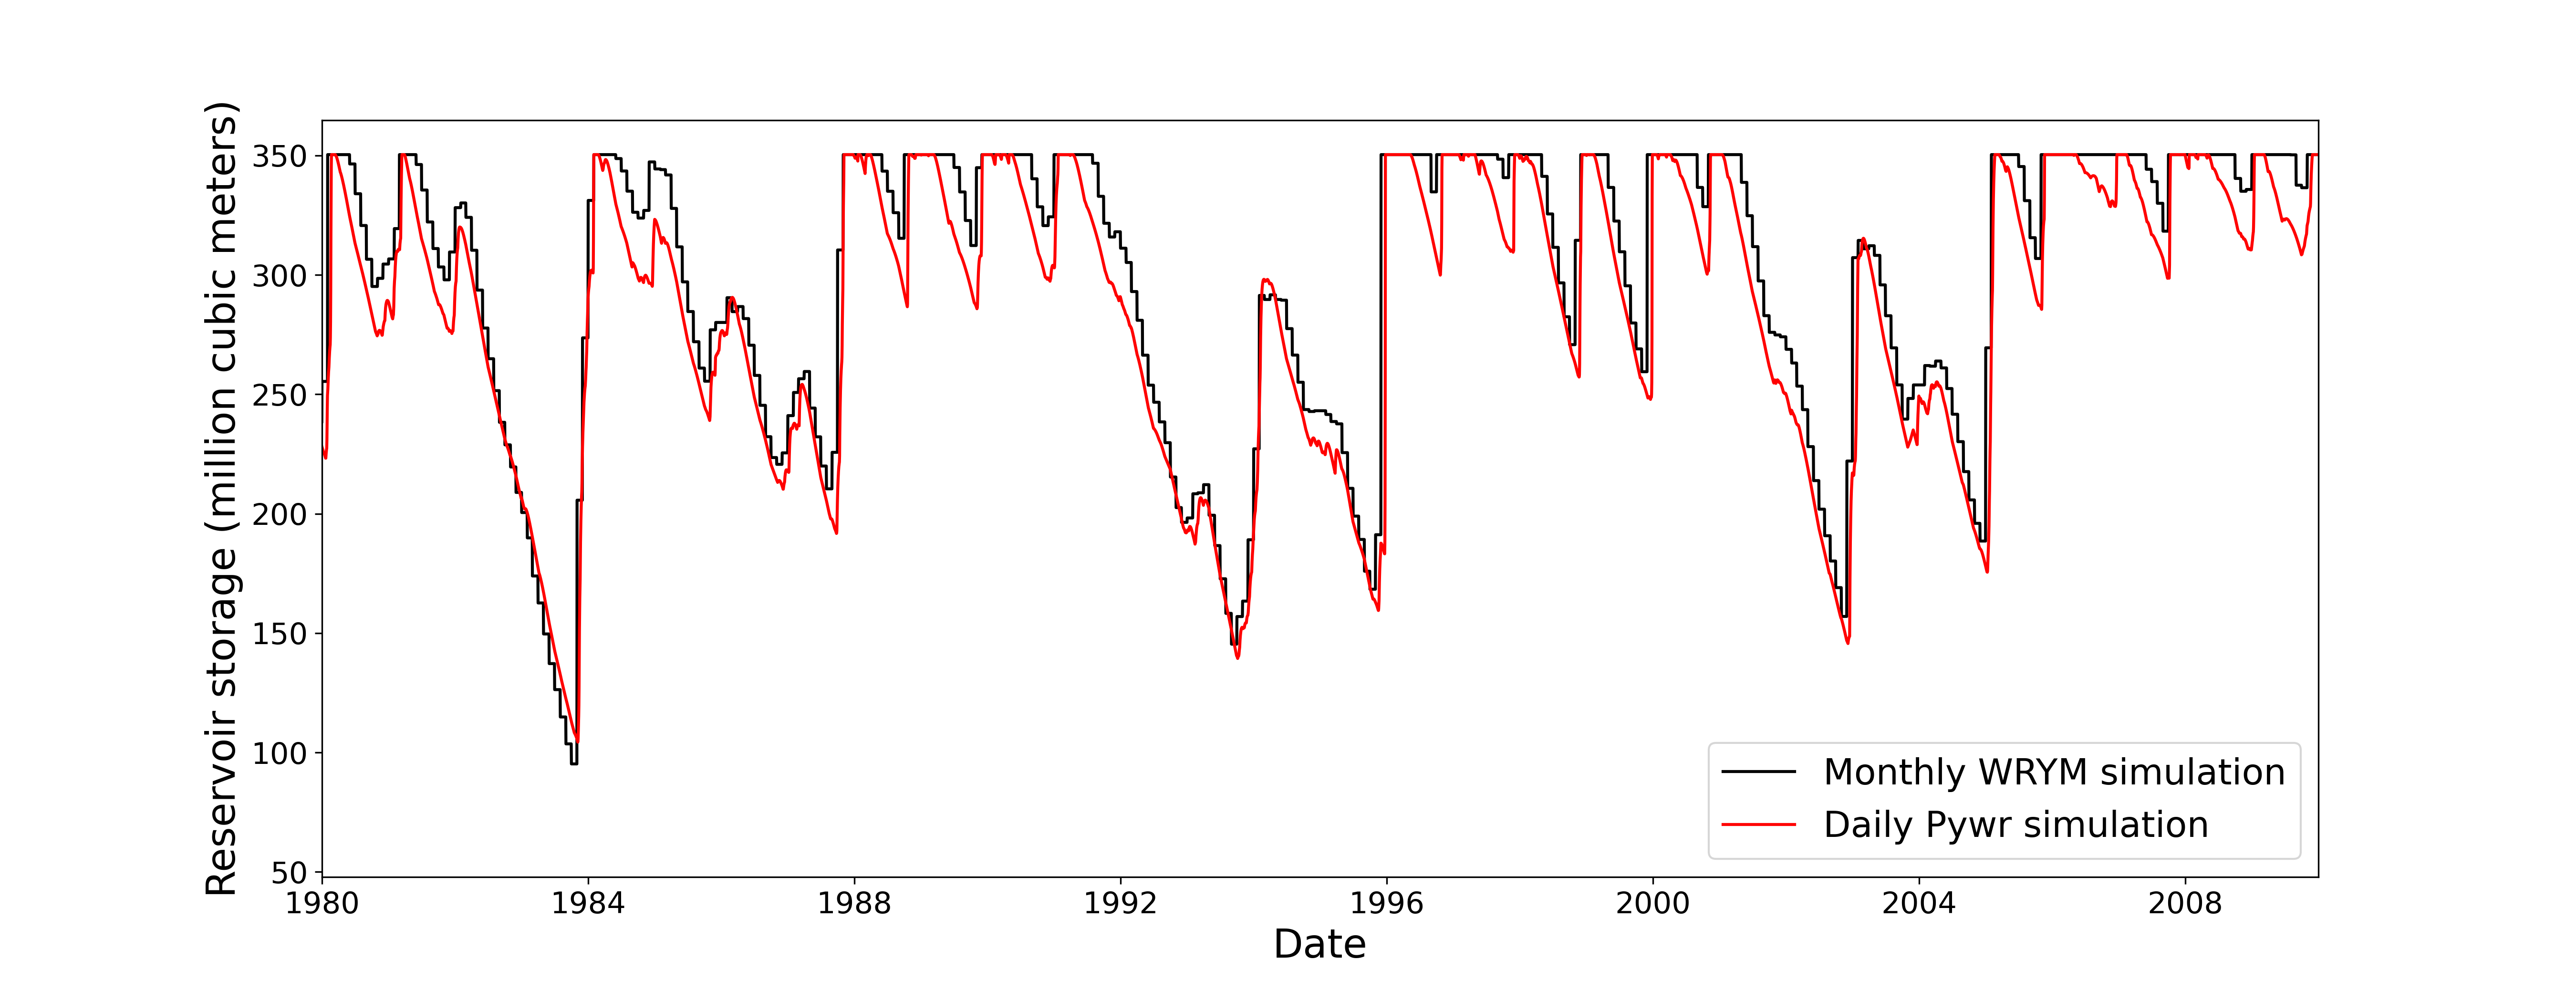 Reservoir storage (million cubic meters)
350
300
250
200
150
100
50
1980 1984 1988 1992 1996 2000 2004 2008
Date
Monthly WRYM simulation
Daily Pywr simulation